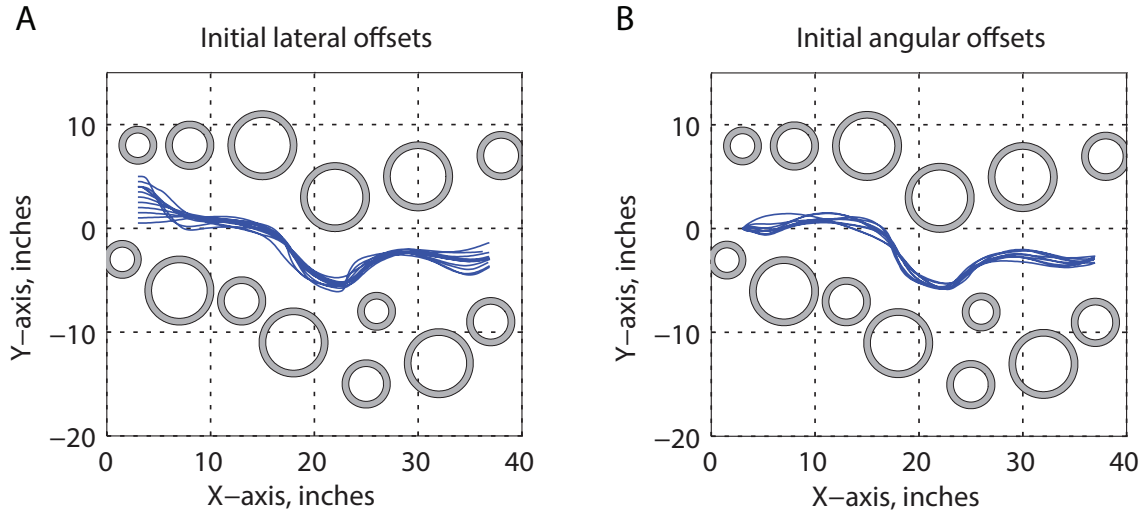 A
Initial lateral offsets
10
0
−10
−20
0
10
20
30
40
Y−axis, inches
X−axis, inches
B
Initial angular offsets
10
0
−10
−20
0
10
20
30
40
Y−axis, inches
X−axis, inches